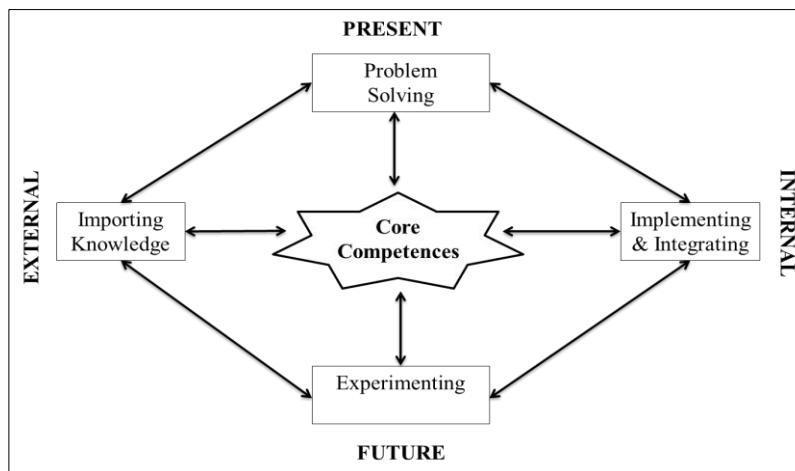 PRESENT
Problem
Solving
EXTERNAL
Importing
Knowledge
Core
Competences
Implementing
& Integrating
INTERNAL
Experimenting
FUTURE